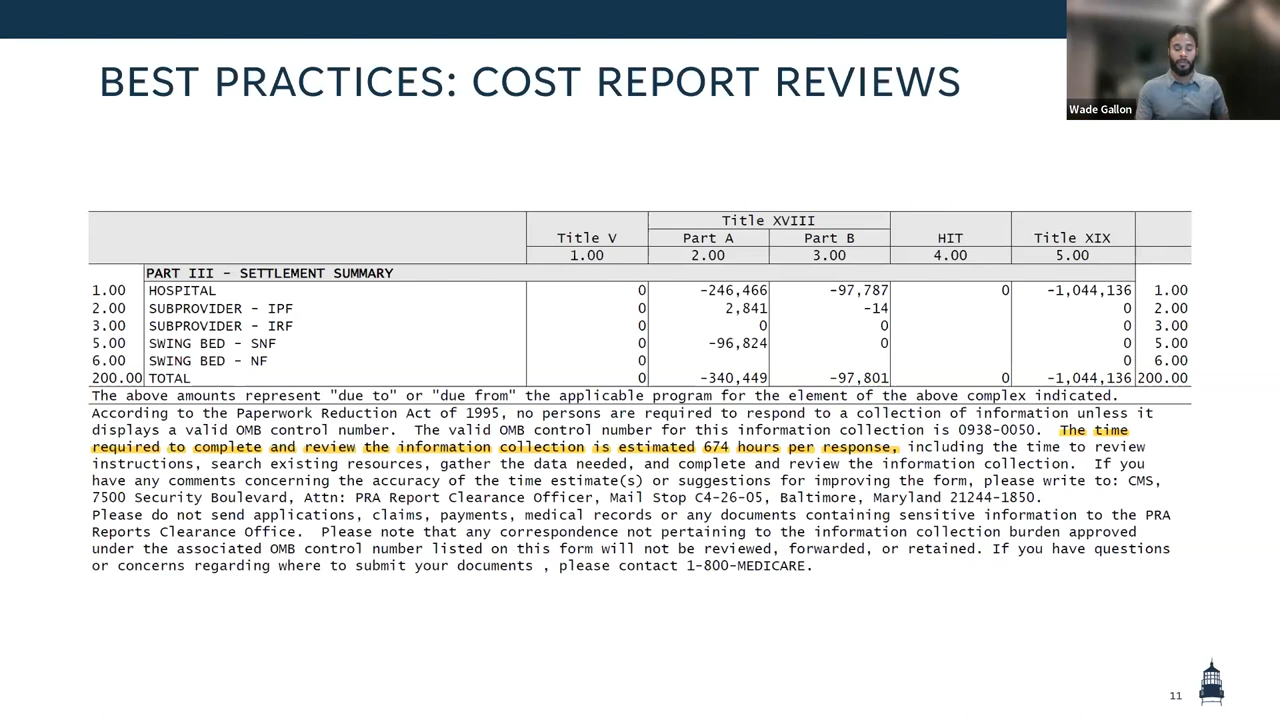 BEST PRACTICES: COST REPORT REVIEWS
Wade Gallon
Title XVIII
Title V Part A Part B HIT Title XIX
1.00 2.00 3.00 4.00 5.00
PART III - SETTLEMENT SUMMARY
1.00 HOSPITAL 0 -246,466 -97,787 0 -1,044,136 1.00
2.00 SUBPROVIDER - IPF 0 2,841 -14 0 2.00
3.00 SUBPROVIDER - IRF 0 0 0 0 3.00
5.00 SWING BED - SNF 0 -96,824 0 0 5.00
6.00 SWING BED - NF 0 0 6.00
200.00 TOTAL 0 -340,449 -97,801 0 -1,044,136 200.00
The above amounts represent "due to" or "due from" the applicable program for the element of the above complex indicated.
According to the Paperwork Reduction Act of 1995, no persons are required to respond to a collection of information unless it
displays a valid OMB control number. The valid OMB control number for this information collection is 0938-0050. The time
required to complete and review the information collection is estimated 674 hours per response, including the time to review
instructions, search existing resources, gather the data needed, and complete and review the information collection. If you
have any comments concerning the accuracy of the time estimate(s) or suggestions for improving the form, please write to: CMS,
7500 Security Boulevard, Attn: PRA Report Clearance Officer, Mail Stop C4-26-05, Baltimore, Maryland 21244-1850.
Please do not send applications, claims, payments, medical records or any documents containing sensitive information to the PRA
Reports Clearance Office. Please note that any correspondence not pertaining to the information collection burden approved
under the associated OMB control number listed on this form will not be reviewed, forwarded, or retained. If you have questions
or concerns regarding where to submit your documents , please contact 1-800-MEDICARE.
11